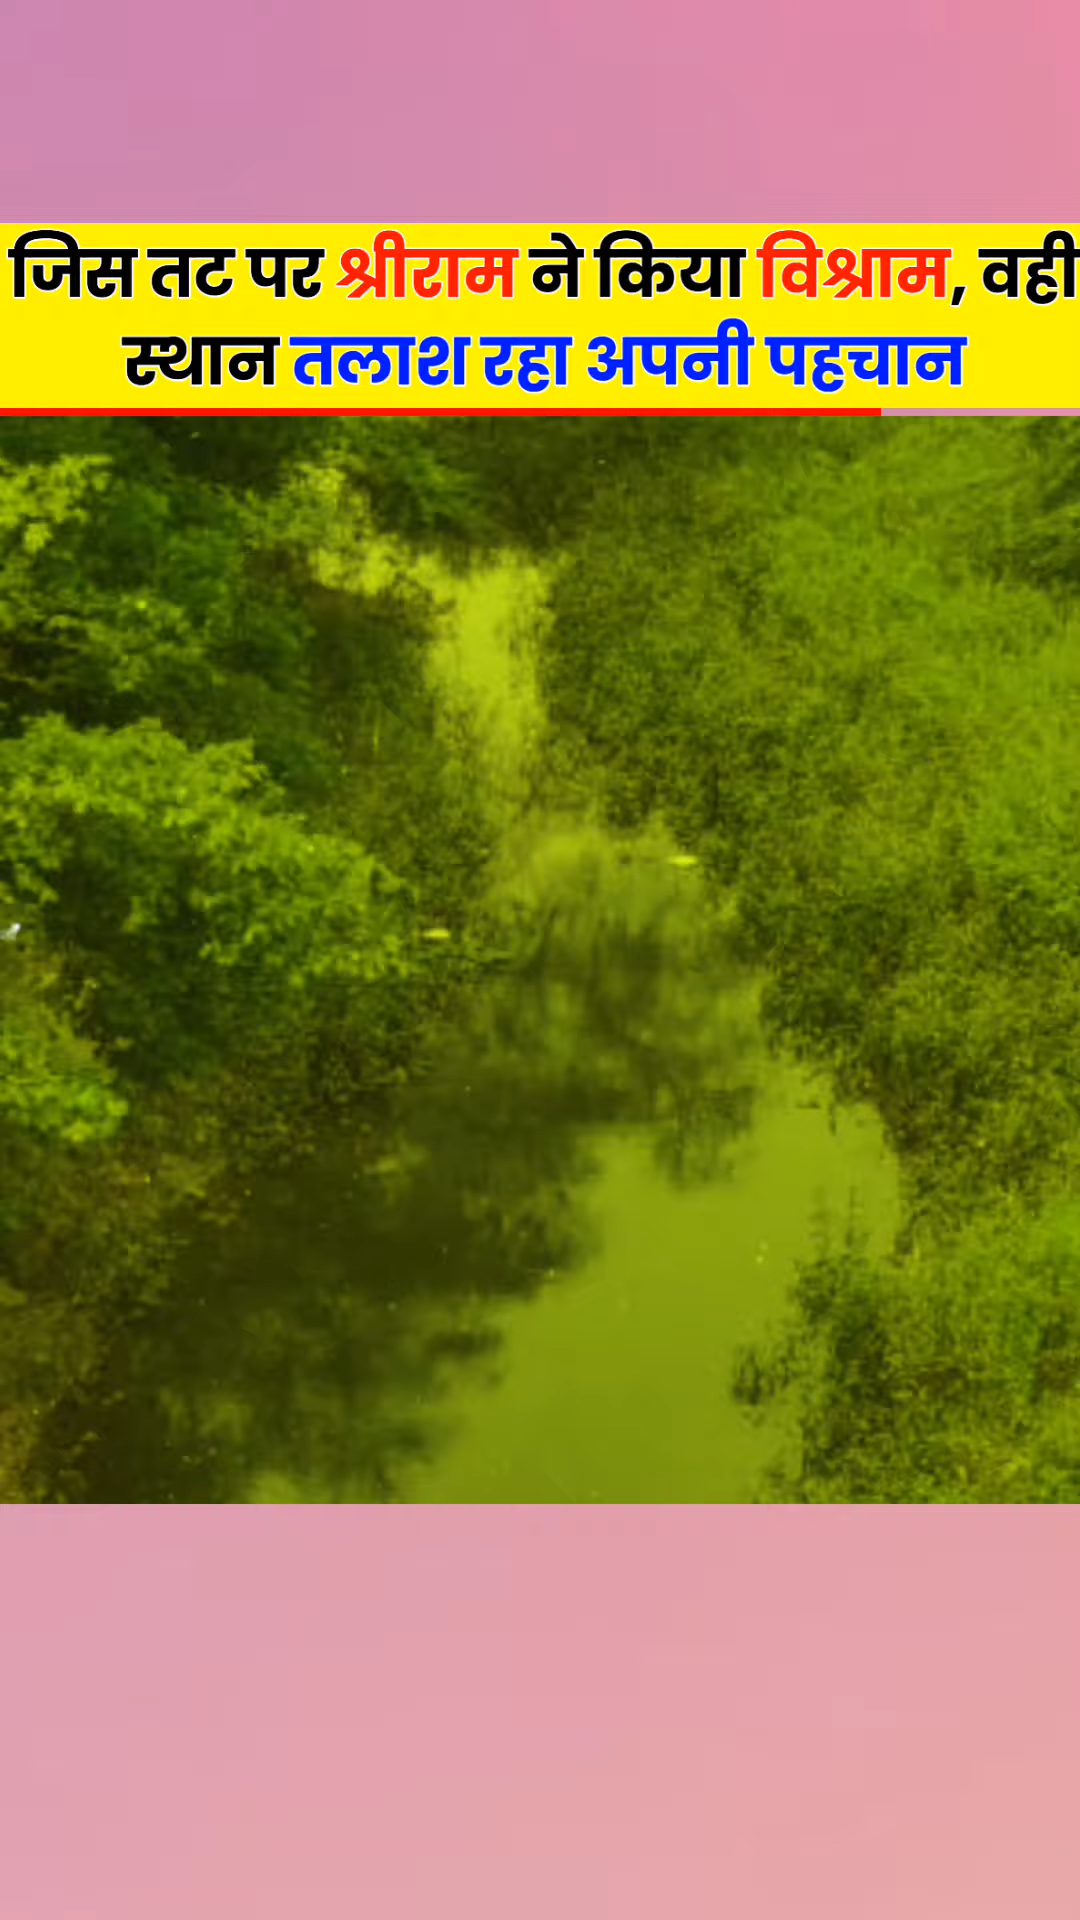 जिस तट पर श्रीराम ने किया विश्राम, वही
स्थान तलाश रहा अपनी पहचान